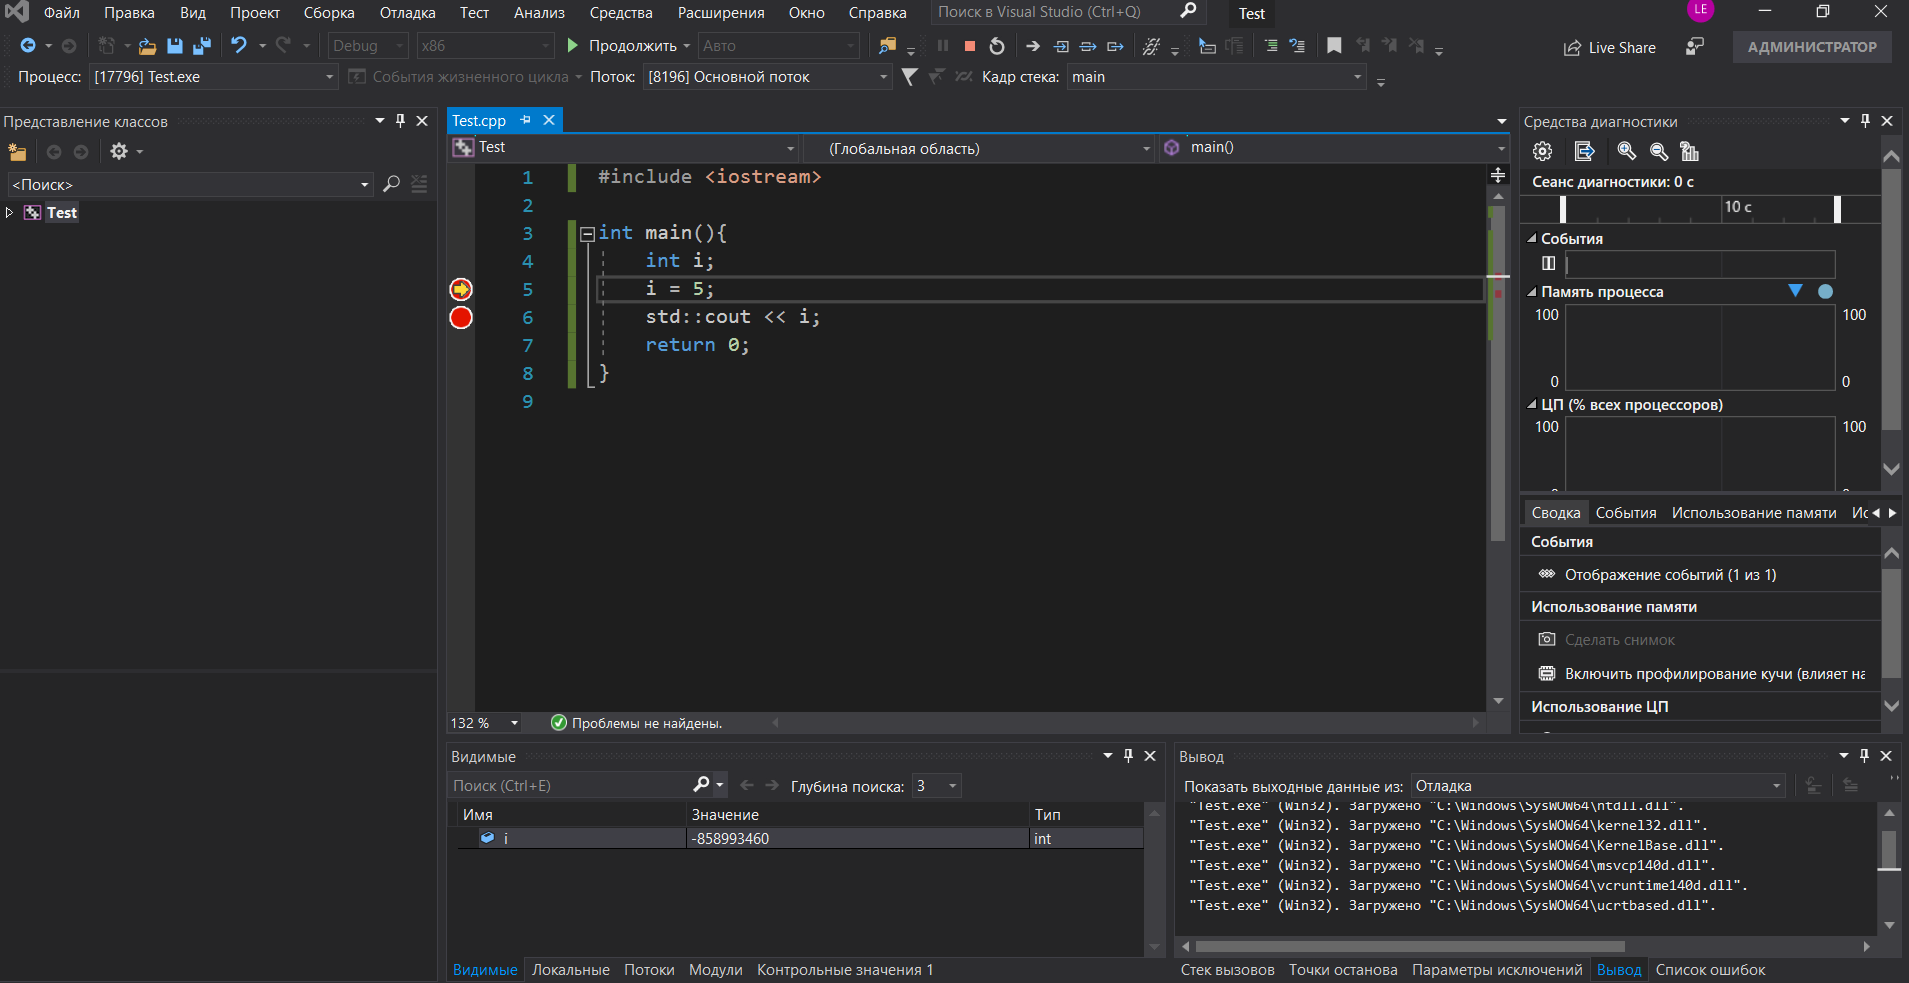 Файл Правка Вид Проект Сборка Отладка Тест Анализ Средства Расширения Окно Справка Поиск в Visual Studio (Ctrl+Q) Test LE
Debug x86 Продолжить Авто Live Share АДМИНИСТРАТОР
Процесс: [17796] Test.exe События жизненного цикла Поток: [8196] Основной поток Кадр стека: main
Представление классов
<Поиск>
Test
Test.cpp
Test (Глобальная область) main()
1 #include <iostream>
2
3 int main(){
4 int i;
5 i = 5;
6 std::cout << i;
7 return 0;
8 }
9
132 % Проблемы не найдены.
Средства диагностики
Сеанс диагностики: 0 с
10 с
События
Память процесса
100 100
0 0
ЦП (% всех процессоров)
100 100
Сводка События Использование памяти Ис
События
Отображение событий (1 из 1)
Использование памяти
Сделать снимок
Включить профилирование кучи (влияет на
Использование ЦП
Видимые
Поиск (Ctrl+E) Глубина поиска: 3
Имя Значение Тип
i -858993460 int
Видимые Локальные Потоки Модули Контрольные значения 1
Вывод
Показать выходные данные из: Отладка
"Test.exe" (Win32). Загружено "C:\Windows\SysWOW64\ntdll.dll".
"Test.exe" (Win32). Загружено "C:\Windows\SysWOW64\kernel32.dll".
"Test.exe" (Win32). Загружено "C:\Windows\SysWOW64\KernelBase.dll".
"Test.exe" (Win32). Загружено "C:\Windows\SysWOW64\msvcp140d.dll".
"Test.exe" (Win32). Загружено "C:\Windows\SysWOW64\vcruntime140d.dll".
"Test.exe" (Win32). Загружено "C:\Windows\SysWOW64\ucrtbased.dll".
Стек вызовов Точки останова Параметры исключений Вывод Список ошибок